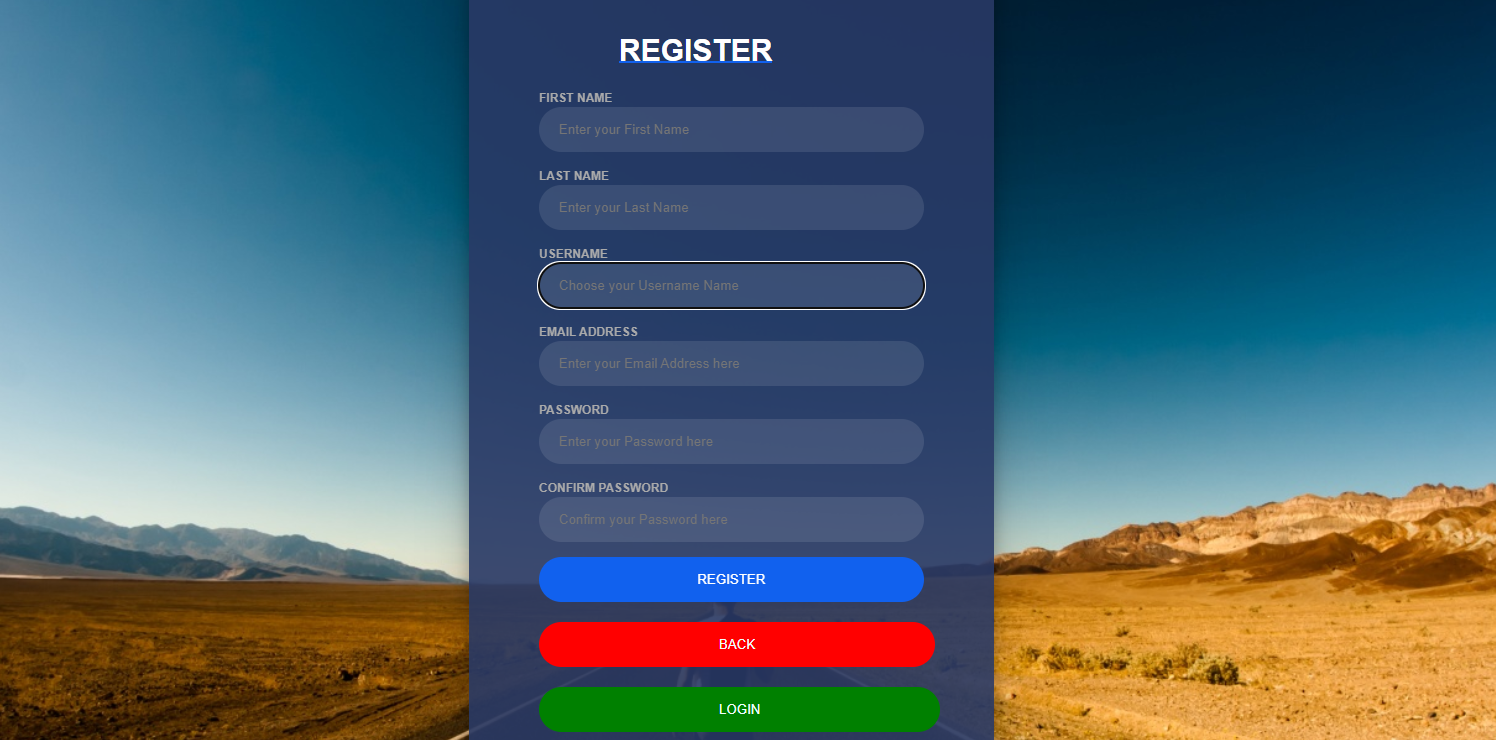 REGISTER
FIRST NAME
Enter your First Name
LAST NAME
Enter your Last Name
USERNAME
Choose your Username Name
EMAIL ADDRESS
Enter your Email Address here
PASSWORD
Enter your Password here
CONFIRM PASSWORD
Confirm your Password here
REGISTER
BACK
LOGIN